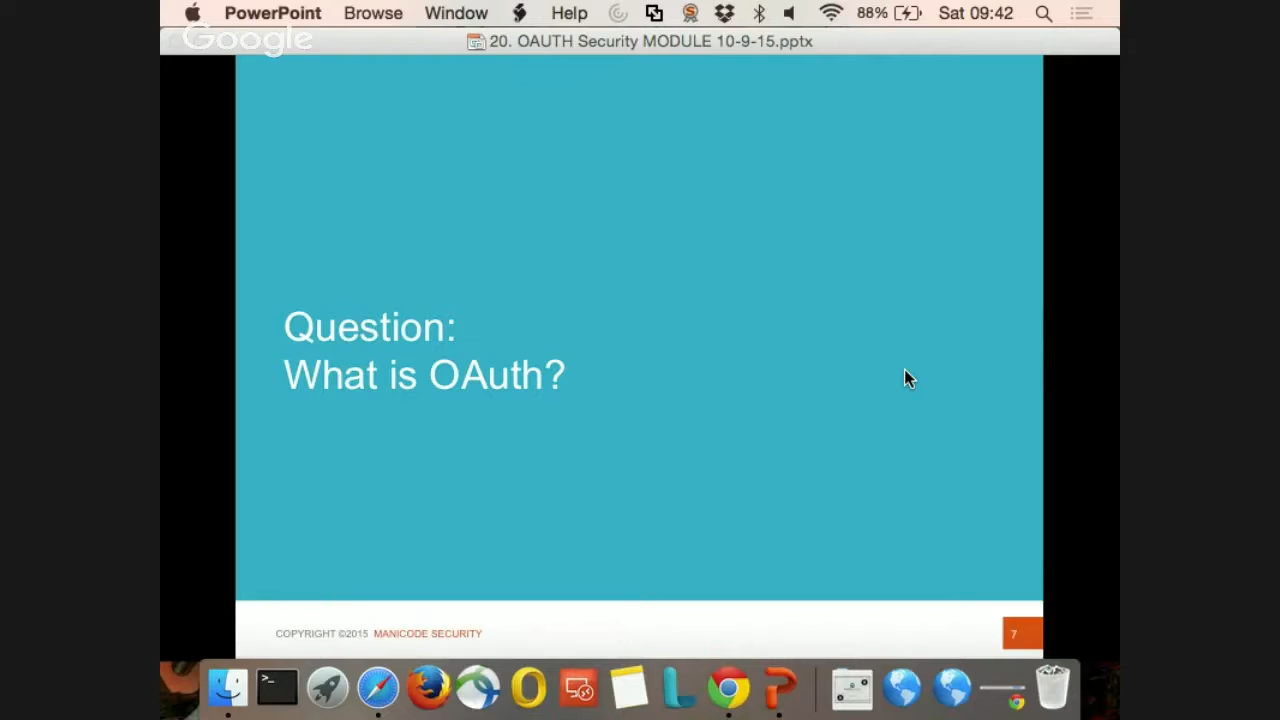 PowerPoint Browse Window Help 88% Sat 09:42
Google
20. OAUTH Security MODULE 10-9-15.pptx
Question:
What is OAuth?
COPYRIGHT ©2015 MANICODE SECURITY
7